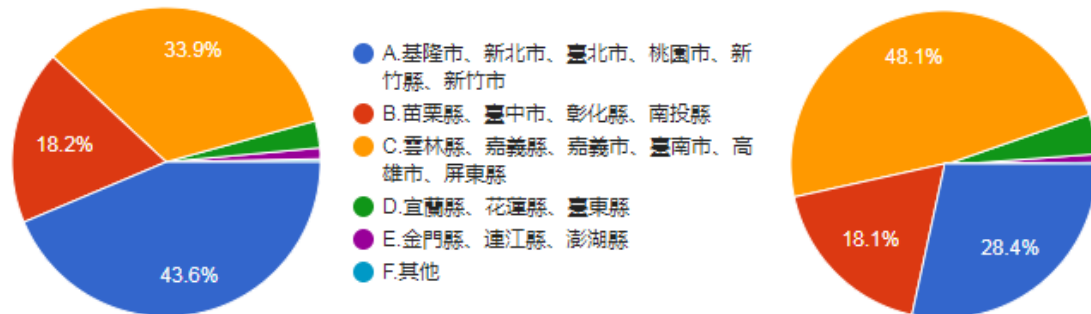 33.9%
18.2%
43.6%
A.基隆市、新北市、臺北市、桃園市、新
竹縣、新竹市
B.苗栗縣、臺中市、彰化縣、南投縣
C.雲林縣、嘉義縣、嘉義市、臺南市、高
雄市、屏東縣
D.宜蘭縣、花蓮縣、臺東縣
E.金門縣、連江縣、澎湖縣
F.其他
48.1%
18.1%
28.4%